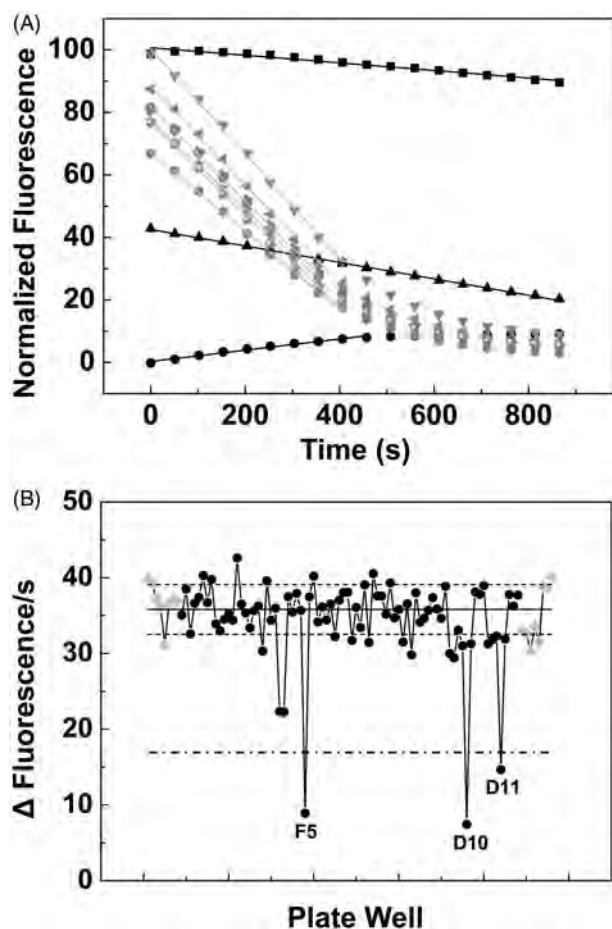 (A)
Normalized Fluorescence
100
80
60
40
20
0
0 200 400 600 800
Time (s)
(B)
Δ Fluorescence/s
50
40
30
20
10
0
F5
D10
D11
Plate Well